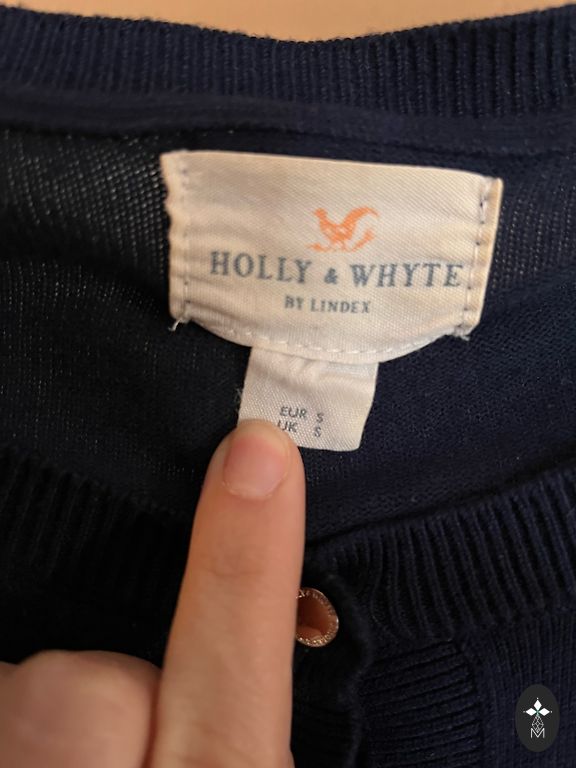 HOLLY & WHYTE
BY LINDEX
EUR S
UK S